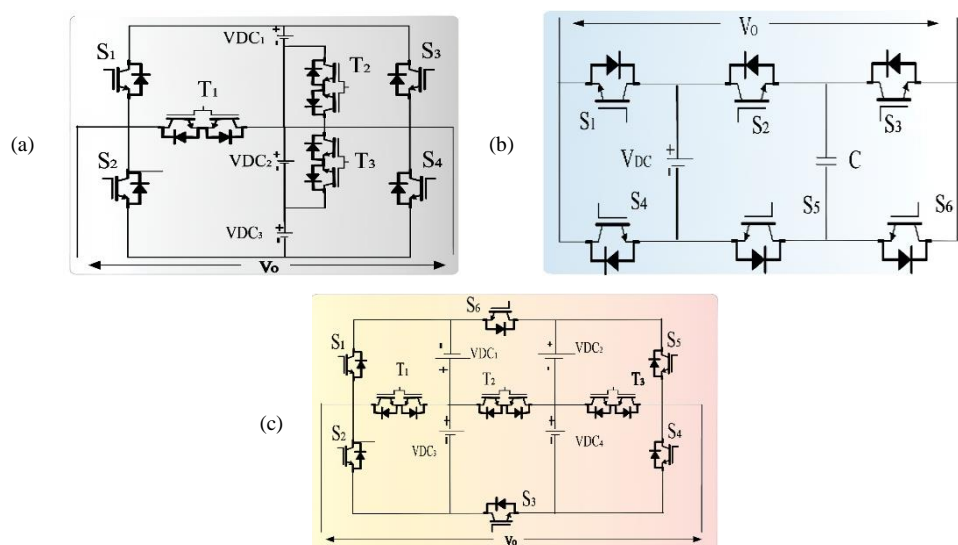 (a)
VDC1
S1
S3
T2
T1
S2
VDC2
T3
S4
VDC3
Vo
(b)
VO
S1
S2
S3
VDC
C
S4
S5
S6
(c)
S6
S1
VDC1
VDC2
S5
T1
T2
T3
S2
VDC3
VDC4
S4
S3
Vo